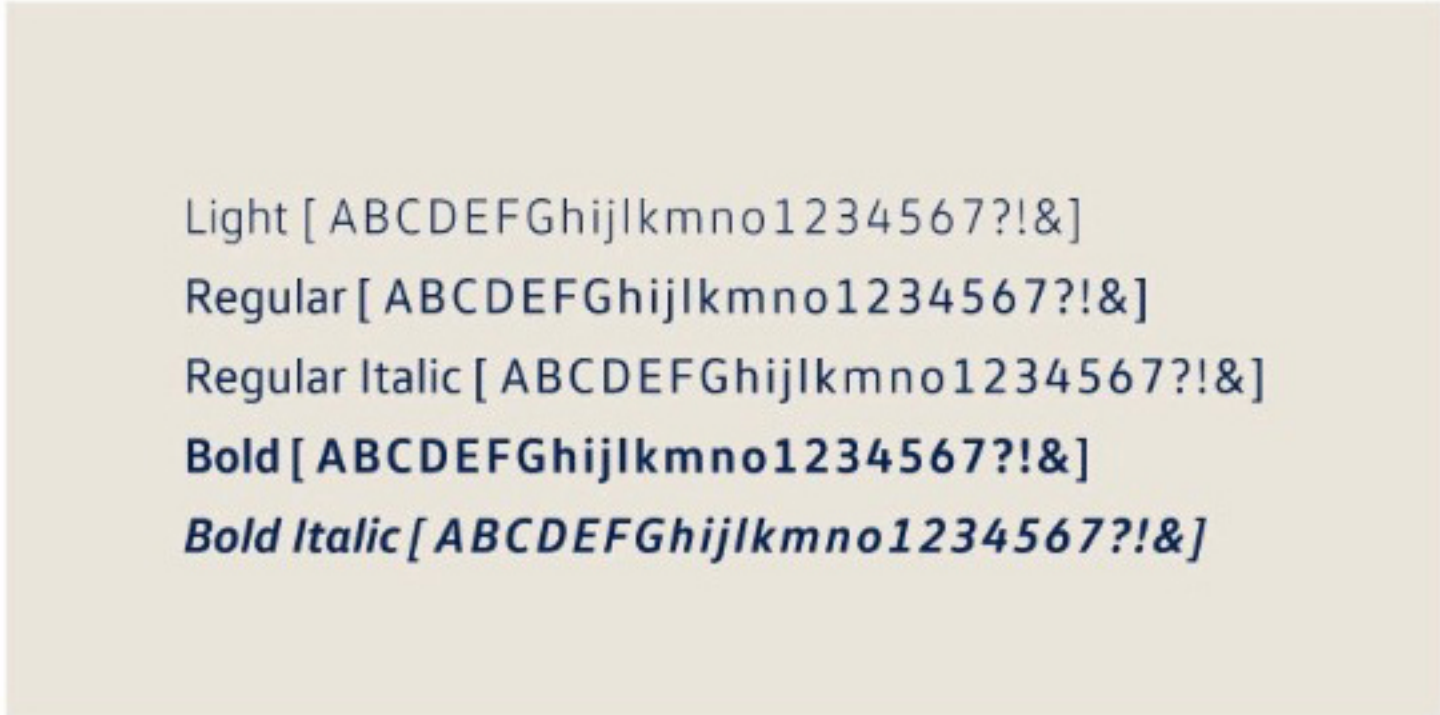 Light [ ABCDEFGhijlkmno1234567?!&]
Regular [ ABCDEFGhijlkmno1234567?!&]
Regular Italic [ ABCDEFGhijlkmno1234567?!&]
Bold [ ABCDEFGhijlkmno1234567?!&]
Bold Italic [ ABCDEFGhijlkmno1234567?!&]